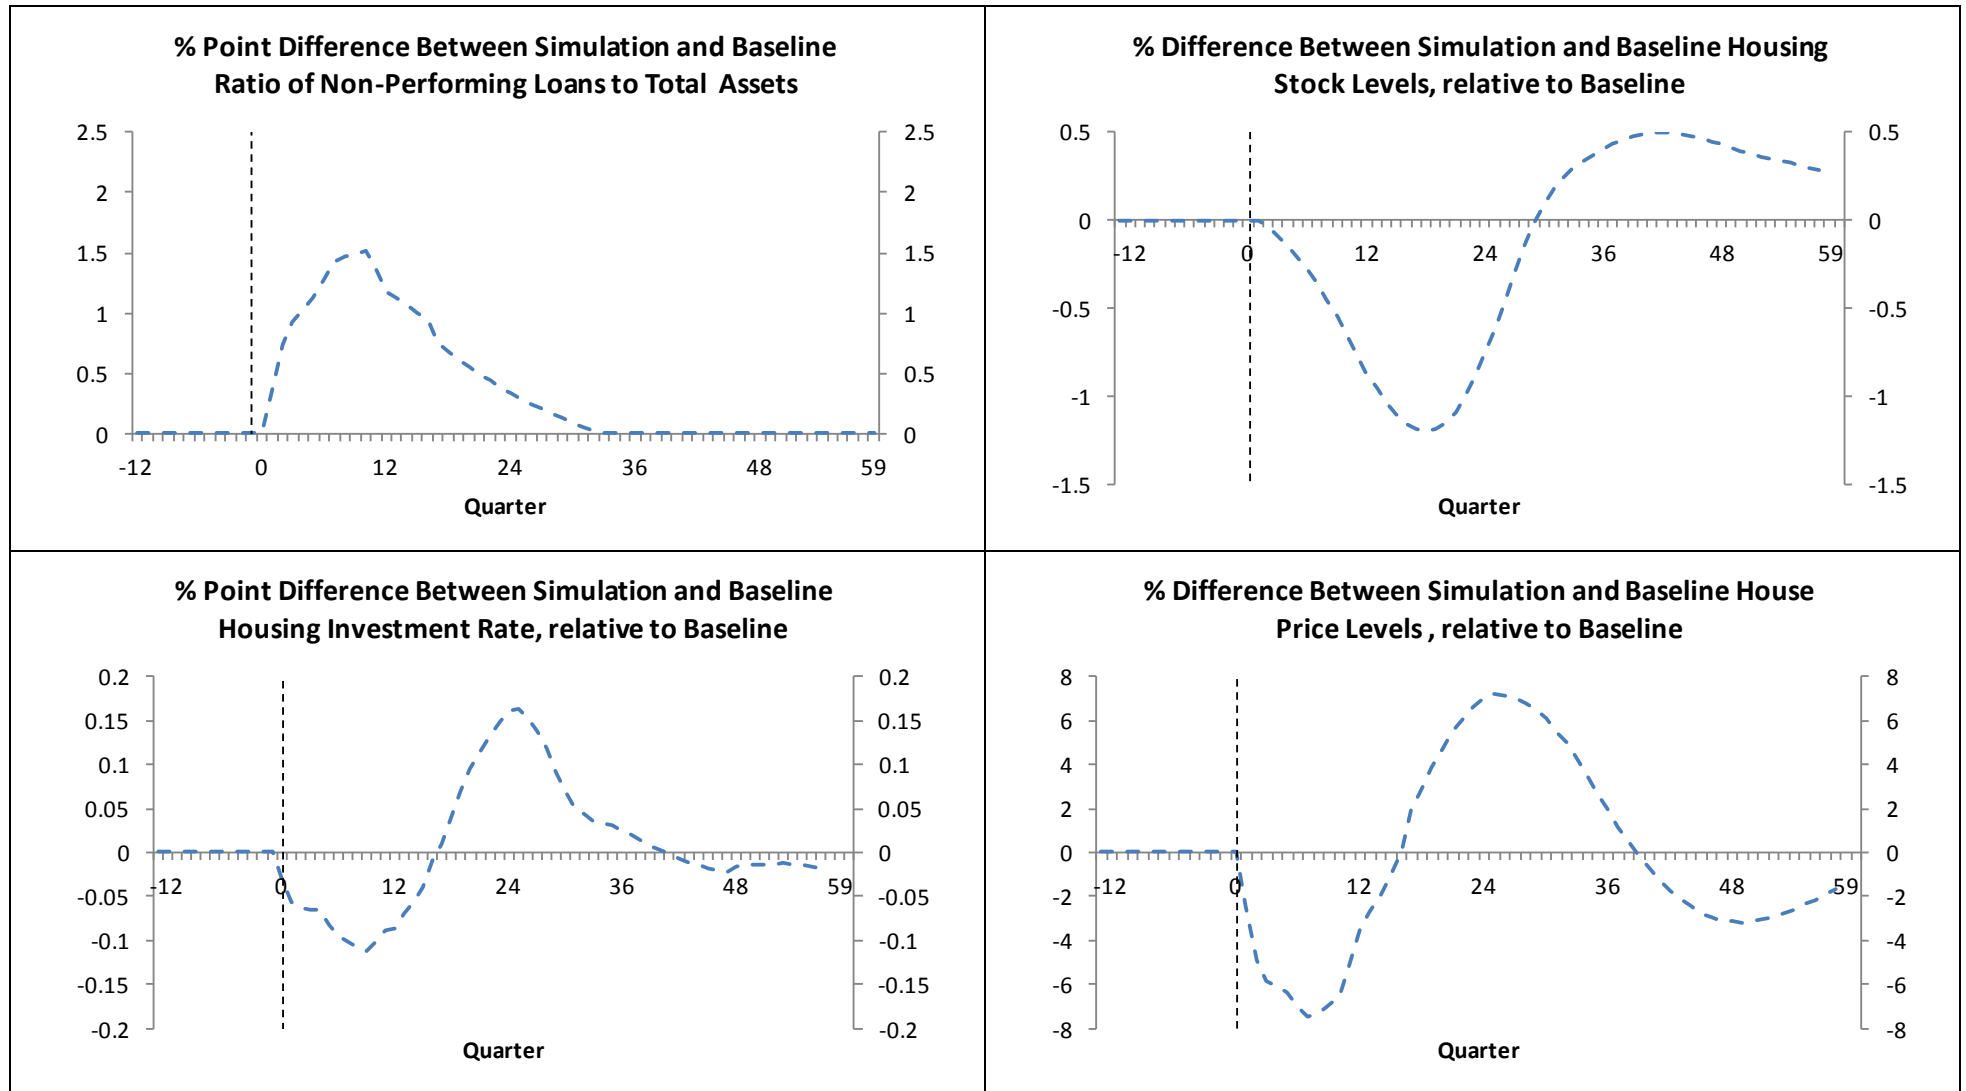 % Point Difference Between Simulation and Baseline
Ratio of Non-Performing Loans to Total Assets
2.5 2.5
2 2
1.5 1.5
1 1
0.5 0.5
0 0
-12 0 12 24 36 48 59
Quarter
% Difference Between Simulation and Baseline Housing
Stock Levels, relative to Baseline
0.5 0.5
0 0
-12 0 12 24 36 48 59
-0.5 -0.5
-1 -1
-1.5 -1.5
Quarter
% Point Difference Between Simulation and Baseline
Housing Investment Rate, relative to Baseline
0.2 0.2
0.15 0.15
0.1 0.1
0.05 0.05
0 0
-12 0 12 24 36 48 59
-0.05 -0.05
-0.1 -0.1
-0.15 -0.15
-0.2 -0.2
Quarter
% Difference Between Simulation and Baseline House
Price Levels , relative to Baseline
8 8
6 6
4 4
2 2
0 0
-12 0 12 24 36 48 59
-2 -2
-4 -4
-6 -6
-8 -8
Quarter